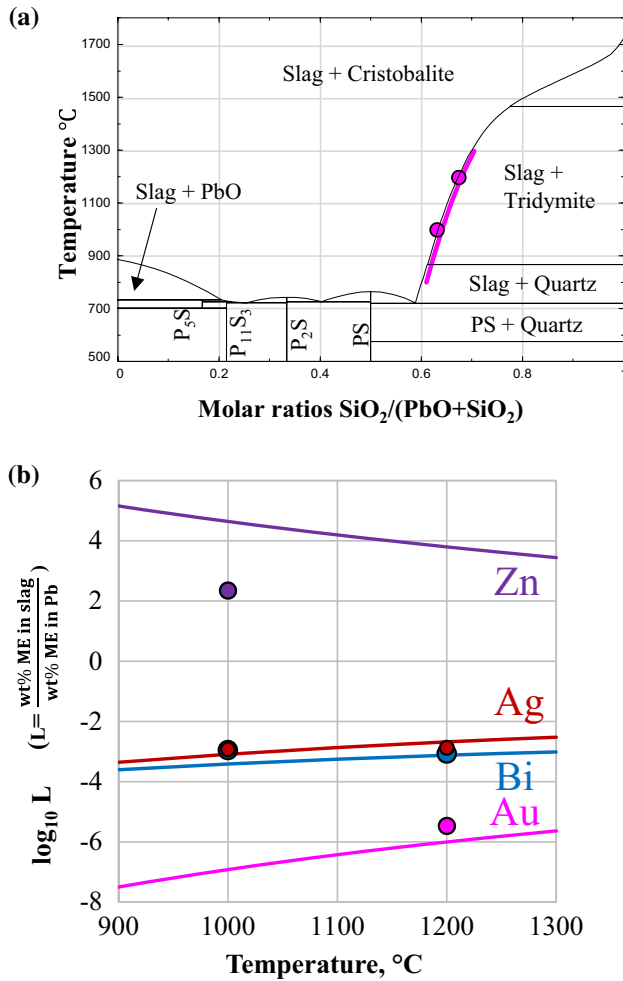 (a)
1700
1500
1300
1100
900
700
500
Temperature °C
Slag + Cristobalite
Slag + PbO
Slag +
Tridymite
Slag + Quartz
PS + Quartz
P₅S
P₁₁S₃
P₂S
PS
0
0.2
0.4
0.6
0.8
1
Molar ratios SiO₂/(PbO+SiO₂)
(b)
6
4
2
0
-2
-4
-6
-8
log₁₀ L (L= wt% ME in slag / wt% ME in Pb)
Zn
Ag
Bi
Au
900
1000
1100
1200
1300
Temperature, °C